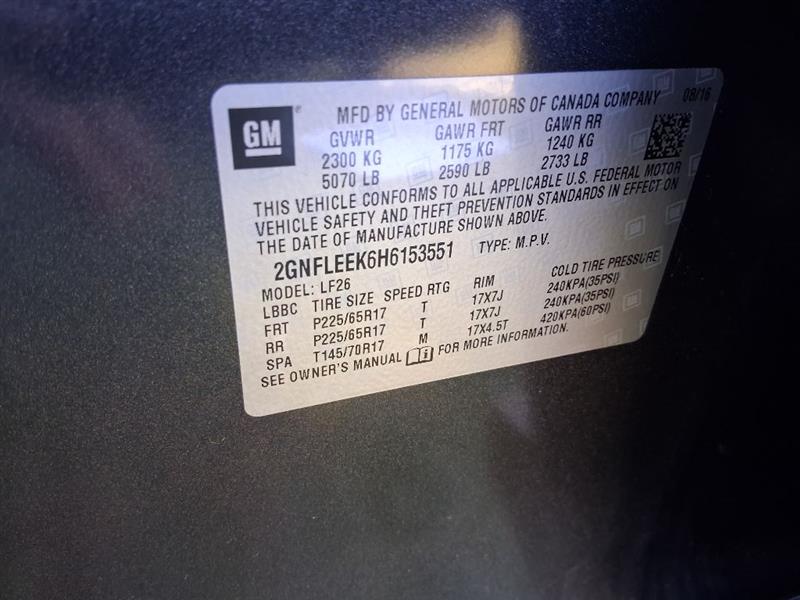 GM ® MFD BY GENERAL MOTORS OF CANADA COMPANY 08/16
GVWR GAWR FRT GAWR RR
2300 KG 1175 KG 1240 KG
5070 LB 2590 LB 2733 LB
THIS VEHICLE CONFORMS TO ALL APPLICABLE U.S. FEDERAL MOTOR
VEHICLE SAFETY AND THEFT PREVENTION STANDARDS IN EFFECT ON
THE DATE OF MANUFACTURE SHOWN ABOVE.
2GNFLEEK6H6153551 TYPE: M.P.V.
MODEL: LF26
LBBC TIRE SIZE SPEED RTG RIM COLD TIRE PRESSURE
FRT P225/65R17 T 17X7J 240KPA(35PSI)
RR P225/65R17 T 17X7J 240KPA(35PSI)
SPA T145/70R17 M 17X4.5T 420KPA(60PSI)
SEE OWNER'S MANUAL FOR MORE INFORMATION.